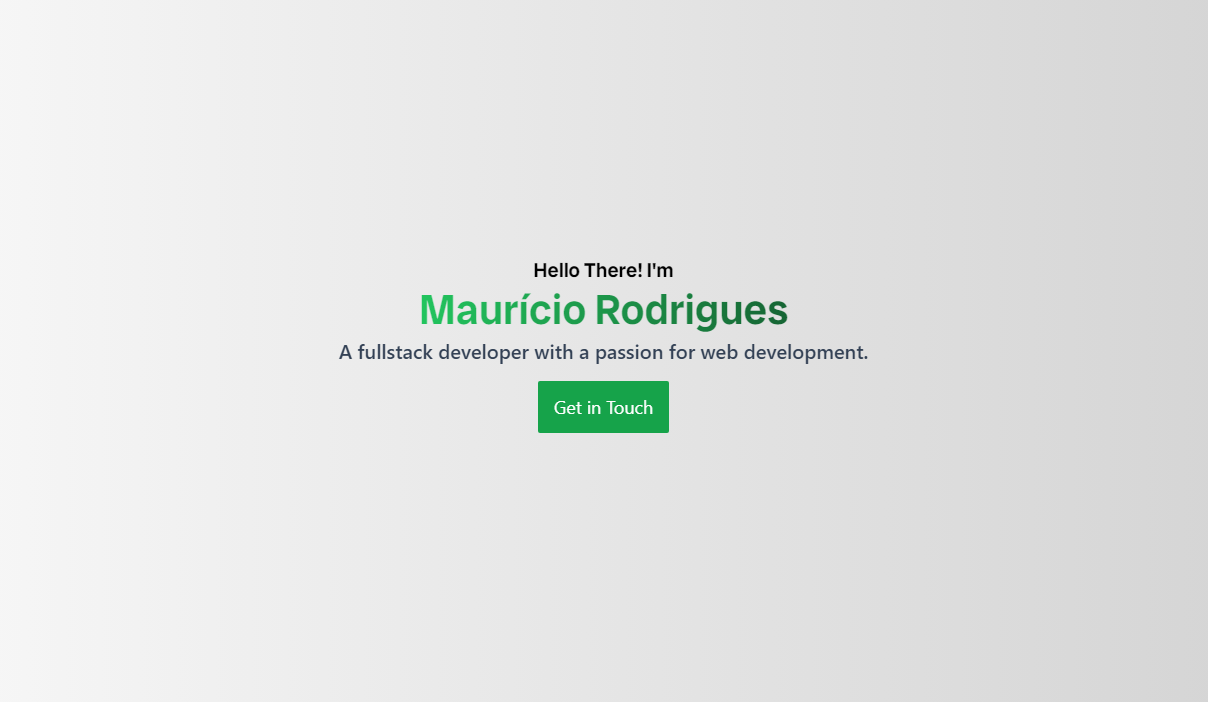 Hello There! I'm
Maurício Rodrigues
A fullstack developer with a passion for web development.
Get in Touch